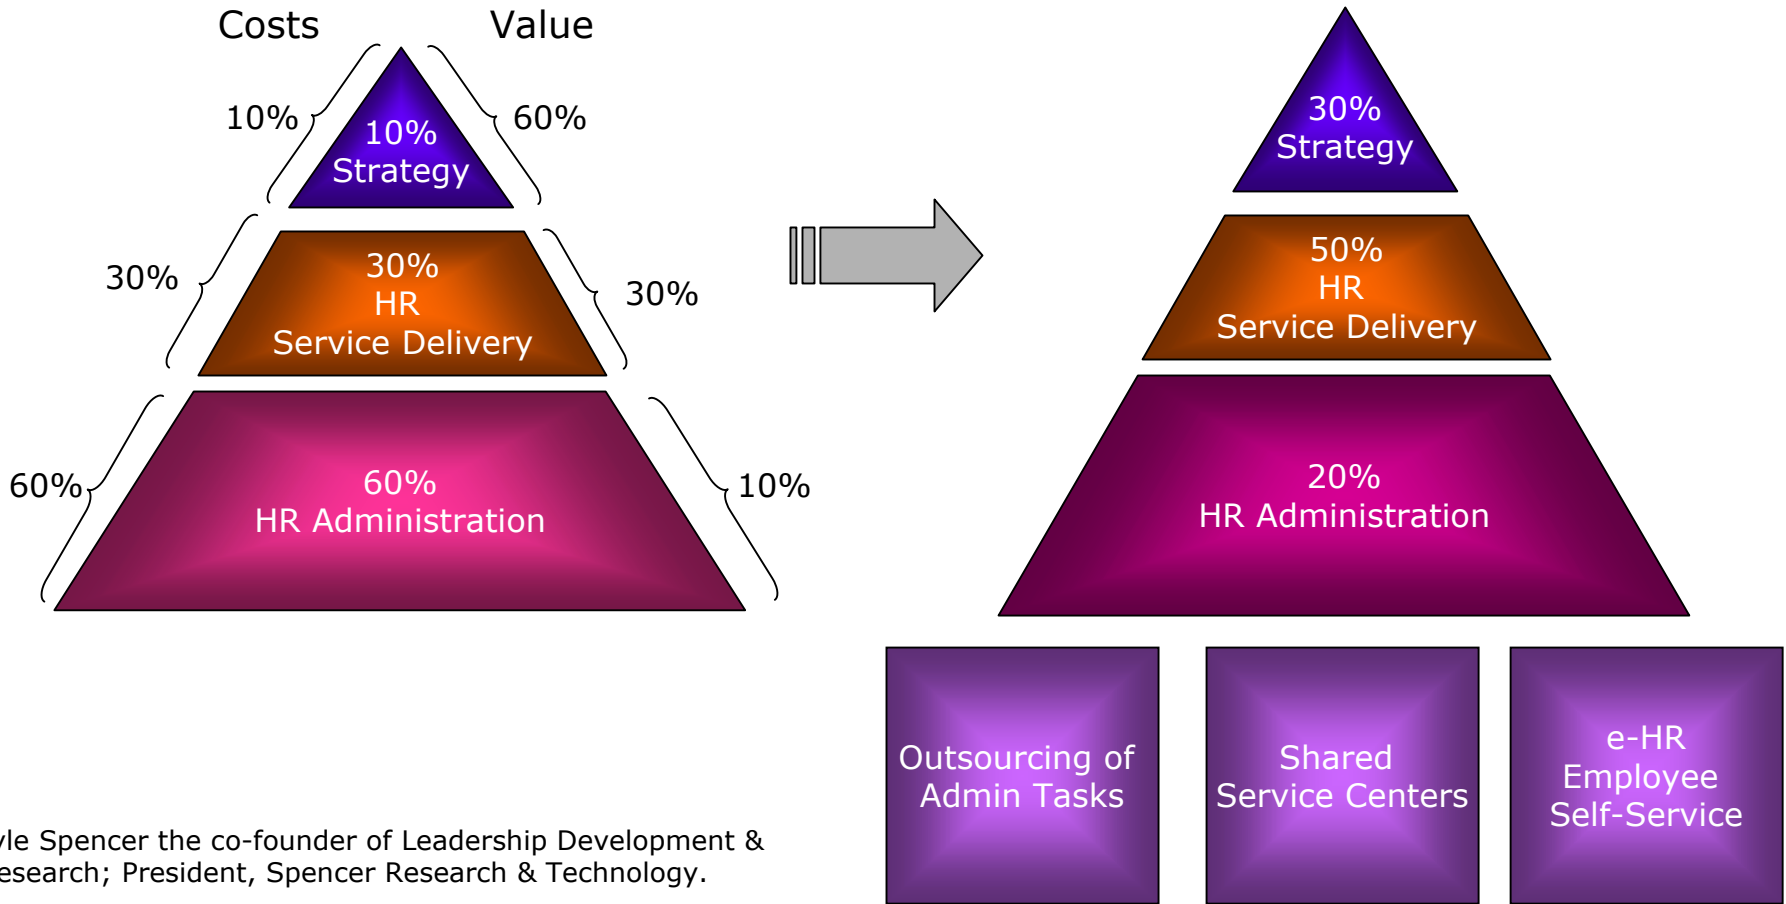 Costs
Value
10%
60%
10%
Strategy
30%
30%
30%
HR
Service Delivery
60%
10%
60%
HR Administration
30%
Strategy
50%
HR
Service Delivery
20%
HR Administration
Outsourcing of
Admin Tasks
Shared
Service Centers
e-HR
Employee
Self-Service
Spencer the co-founder of Leadership Development &
President, Spencer Research & Technology.